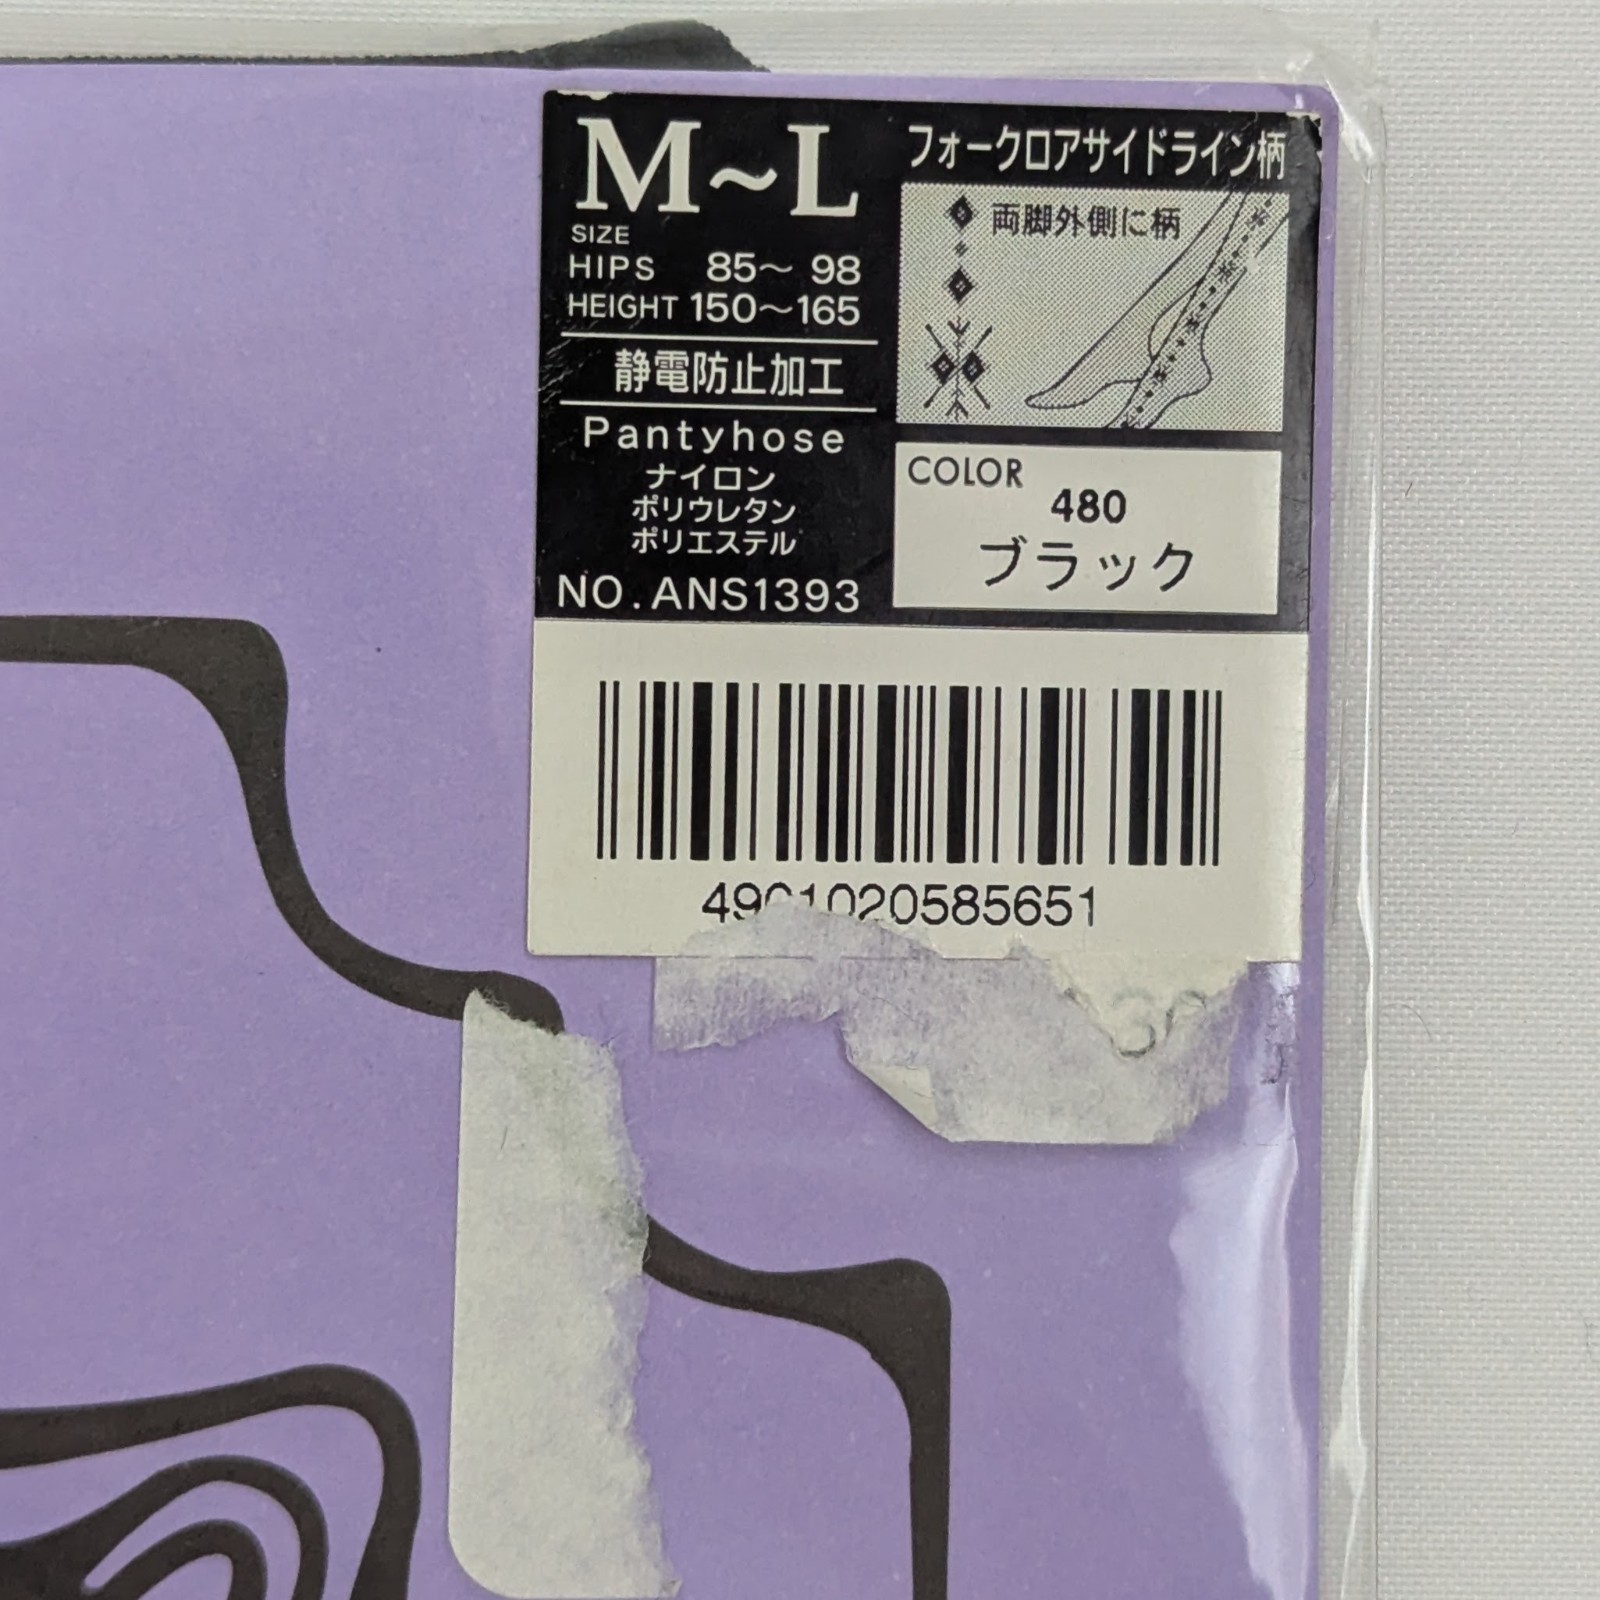 M~L
SIZE
HIPS 85～98
HEIGHT 150～165
静電防止加工
Pantyhose
ナイロン
ポリウレタン
ポリエステル
NO.ANS1393
フォークロアサイドライン柄
両脚外側に柄
COLOR
480
ブラック
4901020585651